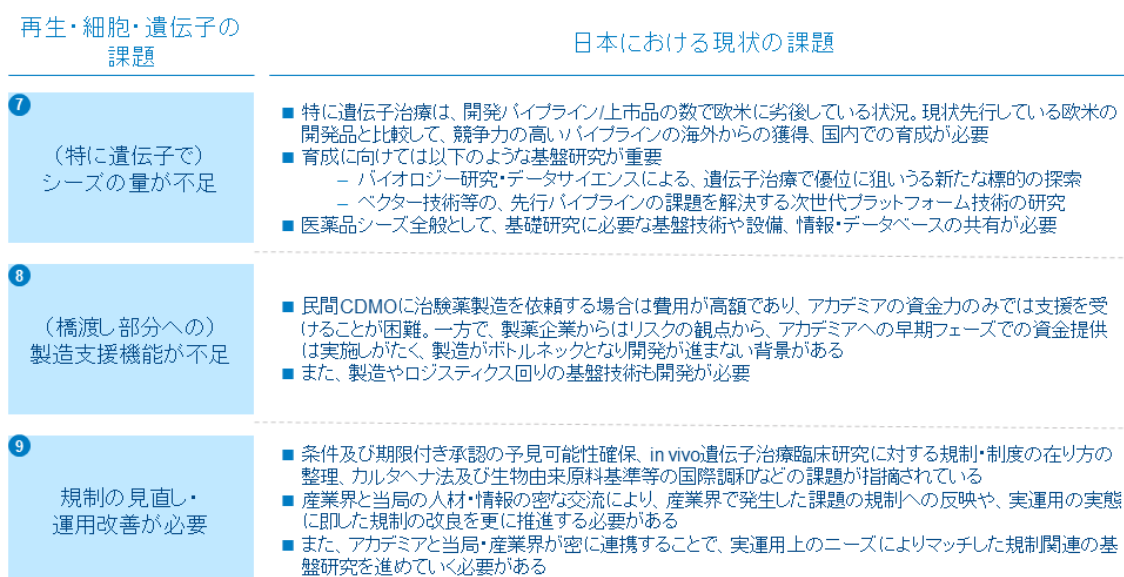 再生・細胞・遺伝子の
課題
日本における現状の課題
7
（特に遺伝子で）
シーズの量が不足
■ 特に遺伝子治療は、開発パイプライン/上市品の数で欧米に劣後している状況。現状先行している欧米の
開発品と比較して、競争力の高いパイプラインの海外からの獲得、国内での育成が必要
■ 育成に向けては以下のような基盤研究が重要
– バイオロジー研究・データサイエンスによる、遺伝子治療で優位に狙いうる新たな標的の探索
– ベクター技術等の、先行パイプラインの課題を解決する次世代プラットフォーム技術の研究
■ 医薬品シーズ全般として、基礎研究に必要な基盤技術や設備、情報・データベースの共有が必要
8
（橋渡し部分への）
製造支援機能が不足
■ 民間CDMOに治験薬製造を依頼する場合は費用が高額であり、アカデミアの資金力のみでは支援を受
けることが困難。一方で、製薬企業からはリスクの観点から、アカデミアへの早期フェーズでの資金提供
は実施しがたく、製造がボトルネックとなり開発が進まない背景がある
■ また、製造やロジスティクス回りの基盤技術も開発が必要
9
規制の見直し・
運用改善が必要
■ 条件及び期限付き承認の予見可能性確保、in vivo遺伝子治療臨床研究に対する規制・制度の在り方の
整理、カルタヘナ法及び生物由来原料基準等の国際調和などの課題が指摘されている
■ 産業界と当局の人材・情報の密な交流により、産業界で発生した課題の規制への反映や、実運用の実態
に即した規制の改良を更に推進する必要がある
■ また、アカデミアと当局・産業界が密に連携することで、実運用上のニーズによりマッチした規制関連の基
盤研究を進めていく必要がある